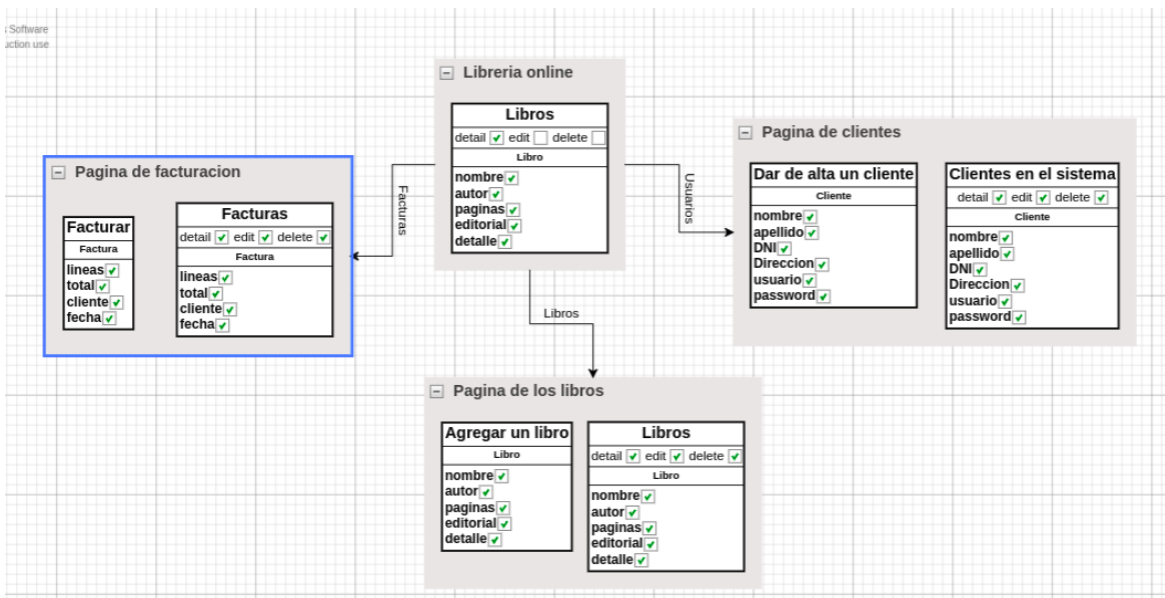 Software
uction use
Libreria online
Libros
detail edit delete
Libro
nombre
autor
paginas
editorial
detalle
Facturas
Usuarios
Libros
Pagina de facturacion
Facturar
Factura
lineas
total
cliente
fecha
Facturas
detail edit delete
Factura
lineas
total
cliente
fecha
Pagina de clientes
Dar de alta un cliente
Cliente
nombre
apellido
DNI
Direccion
usuario
password
Clientes en el sistema
detail edit delete
Cliente
nombre
apellido
DNI
Direccion
usuario
password
Pagina de los libros
Agregar un libro
Libro
nombre
autor
paginas
editorial
detalle
Libros
detail edit delete
Libro
nombre
autor
paginas
editorial
detalle